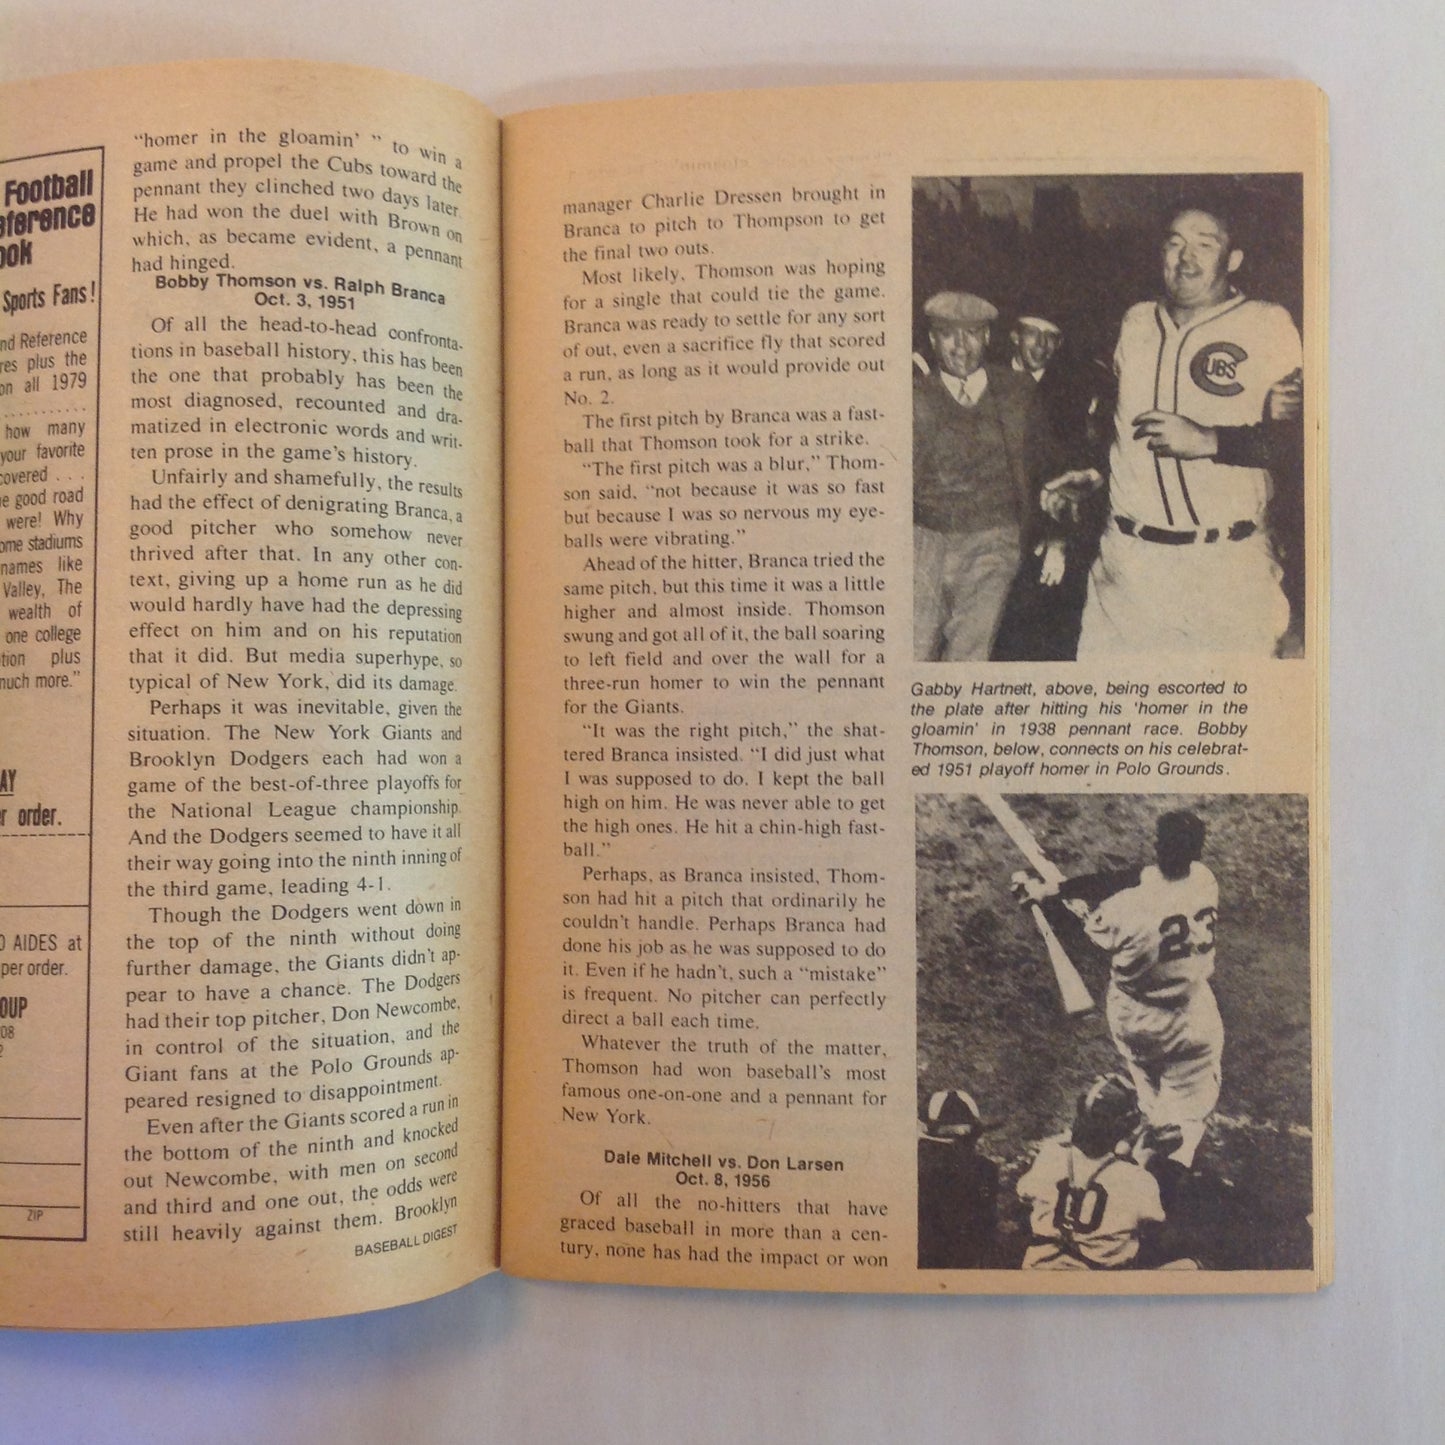 Football
Reference
ook
Sports Fans!
nd Reference
res plus the
on all 1979
..........
how many
your favorite
covered . . .
e good road
were! Why
ome stadiums
names like
Valley, The
wealth of
one college
tion plus
much more."
AY
r order.
O AIDES at
per order.
OUP
08
2
ZIP
"homer in the gloamin' " to win a
game and propel the Cubs toward the
pennant they clinched two days later.
He had won the duel with Brown on
which, as became evident, a pennant
had hinged.
Bobby Thomson vs. Ralph Branca
Oct. 3, 1951
Of all the head-to-head confronta-
tions in baseball history, this has been
the one that probably has been the
most diagnosed, recounted and dra-
matized in electronic words and writ-
ten prose in the game's history.
Unfairly and shamefully, the results
had the effect of denigrating Branca, a
good pitcher who somehow never
thrived after that. In any other con-
text, giving up a home run as he did
would hardly have had the depressing
effect on him and on his reputation
that it did. But media superhype, so
typical of New York, did its damage.
Perhaps it was inevitable, given the
situation. The New York Giants and
Brooklyn Dodgers each had won a
game of the best-of-three playoffs for
the National League championship.
And the Dodgers seemed to have it all
their way going into the ninth inning of
the third game, leading 4-1.
Though the Dodgers went down in
the top of the ninth without doing
further damage, the Giants didn't ap-
pear to have a chance. The Dodgers
had their top pitcher, Don Newcombe,
in control of the situation, and the
Giant fans at the Polo Grounds ap-
peared resigned to disappointment.
Even after the Giants scored a run in
the bottom of the ninth and knocked
out Newcombe, with men on second
and third and one out, the odds were
still heavily against them. Brooklyn
BASEBALL DIGEST
manager Charlie Dressen brought in
Branca to pitch to Thompson to get
the final two outs.
Most likely, Thomson was hoping
for a single that could tie the game.
Branca was ready to settle for any sort
of out, even a sacrifice fly that scored
a run, as long as it would provide out
No. 2.
The first pitch by Branca was a fast-
ball that Thomson took for a strike.
"The first pitch was a blur," Thom-
son said, "not because it was so fast
but because I was so nervous my eye-
balls were vibrating."
Ahead of the hitter, Branca tried the
same pitch, but this time it was a little
higher and almost inside. Thomson
swung and got all of it, the ball soaring
to left field and over the wall for a
three-run homer to win the pennant
for the Giants.
"It was the right pitch," the shat-
tered Branca insisted. "I did just what
I was supposed to do. I kept the ball
high on him. He was never able to get
the high ones. He hit a chin-high fast-
ball."
Perhaps, as Branca insisted, Thom-
son had hit a pitch that ordinarily he
couldn't handle. Perhaps Branca had
done his job as he was supposed to do
it. Even if he hadn't, such a "mistake"
is frequent. No pitcher can perfectly
direct a ball each time.
Whatever the truth of the matter,
Thomson had won baseball's most
famous one-on-one and a pennant for
New York.
Dale Mitchell vs. Don Larsen
Oct. 8, 1956
Of all the no-hitters that have
graced baseball in more than a cen-
tury, none has had the impact or won
CUBS
Gabby Hartnett, above, being escorted to
the plate after hitting his 'homer in the
gloamin' in 1938 pennant race. Bobby
Thomson, below, connects on his celebrat-
ed 1951 playoff homer in Polo Grounds.
23
10